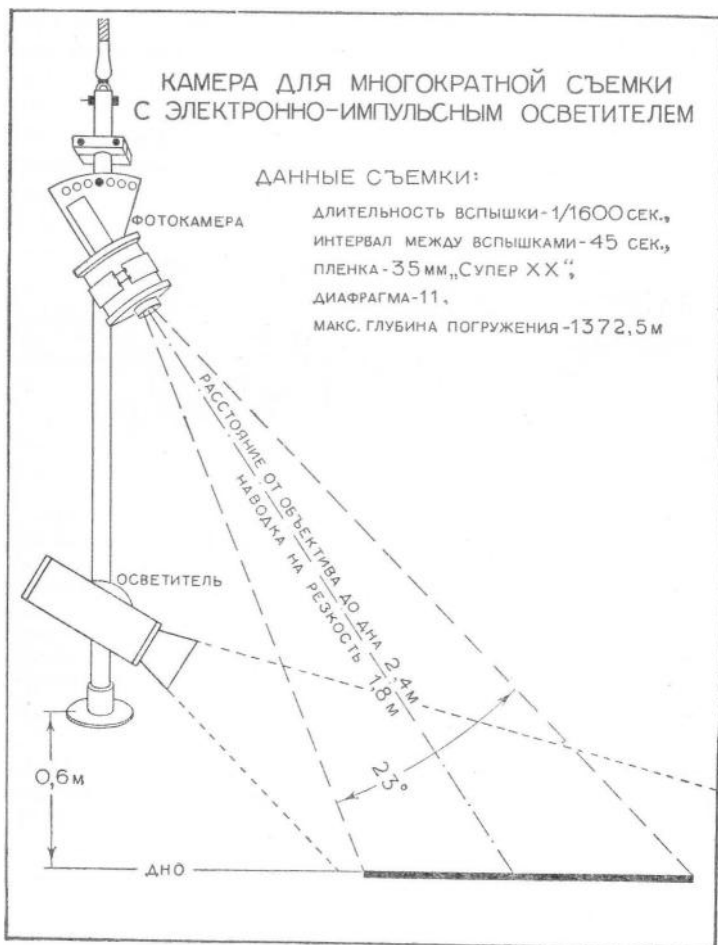 КАМЕРА ДЛЯ МНОГОКРАТНОЙ СЪЕМКИ
С ЭЛЕКТРОННО-ИМПУЛЬСНЫМ ОСВЕТИТЕЛЕМ
ДАННЫЕ СЪЕМКИ:
ДЛИТЕЛЬНОСТЬ ВСПЫШКИ-1/1600 СЕК.,
ИНТЕРВАЛ МЕЖДУ ВСПЫШКАМИ-45 СЕК.,
ПЛЕНКА-35 ММ „СУПЕР XX“,
ДИАФРАГМА-11,
МАКС. ГЛУБИНА ПОГРУЖЕНИЯ-1372,5 М
ФОТОКАМЕРА
РАССТОЯНИЕ ОТ ОБЪЕКТИВА ДО ДНА 2,4 М
НАВОДКА НА РЕЗКОСТЬ 1,8 М
ОСВЕТИТЕЛЬ
23°
0,6 М
ДНО